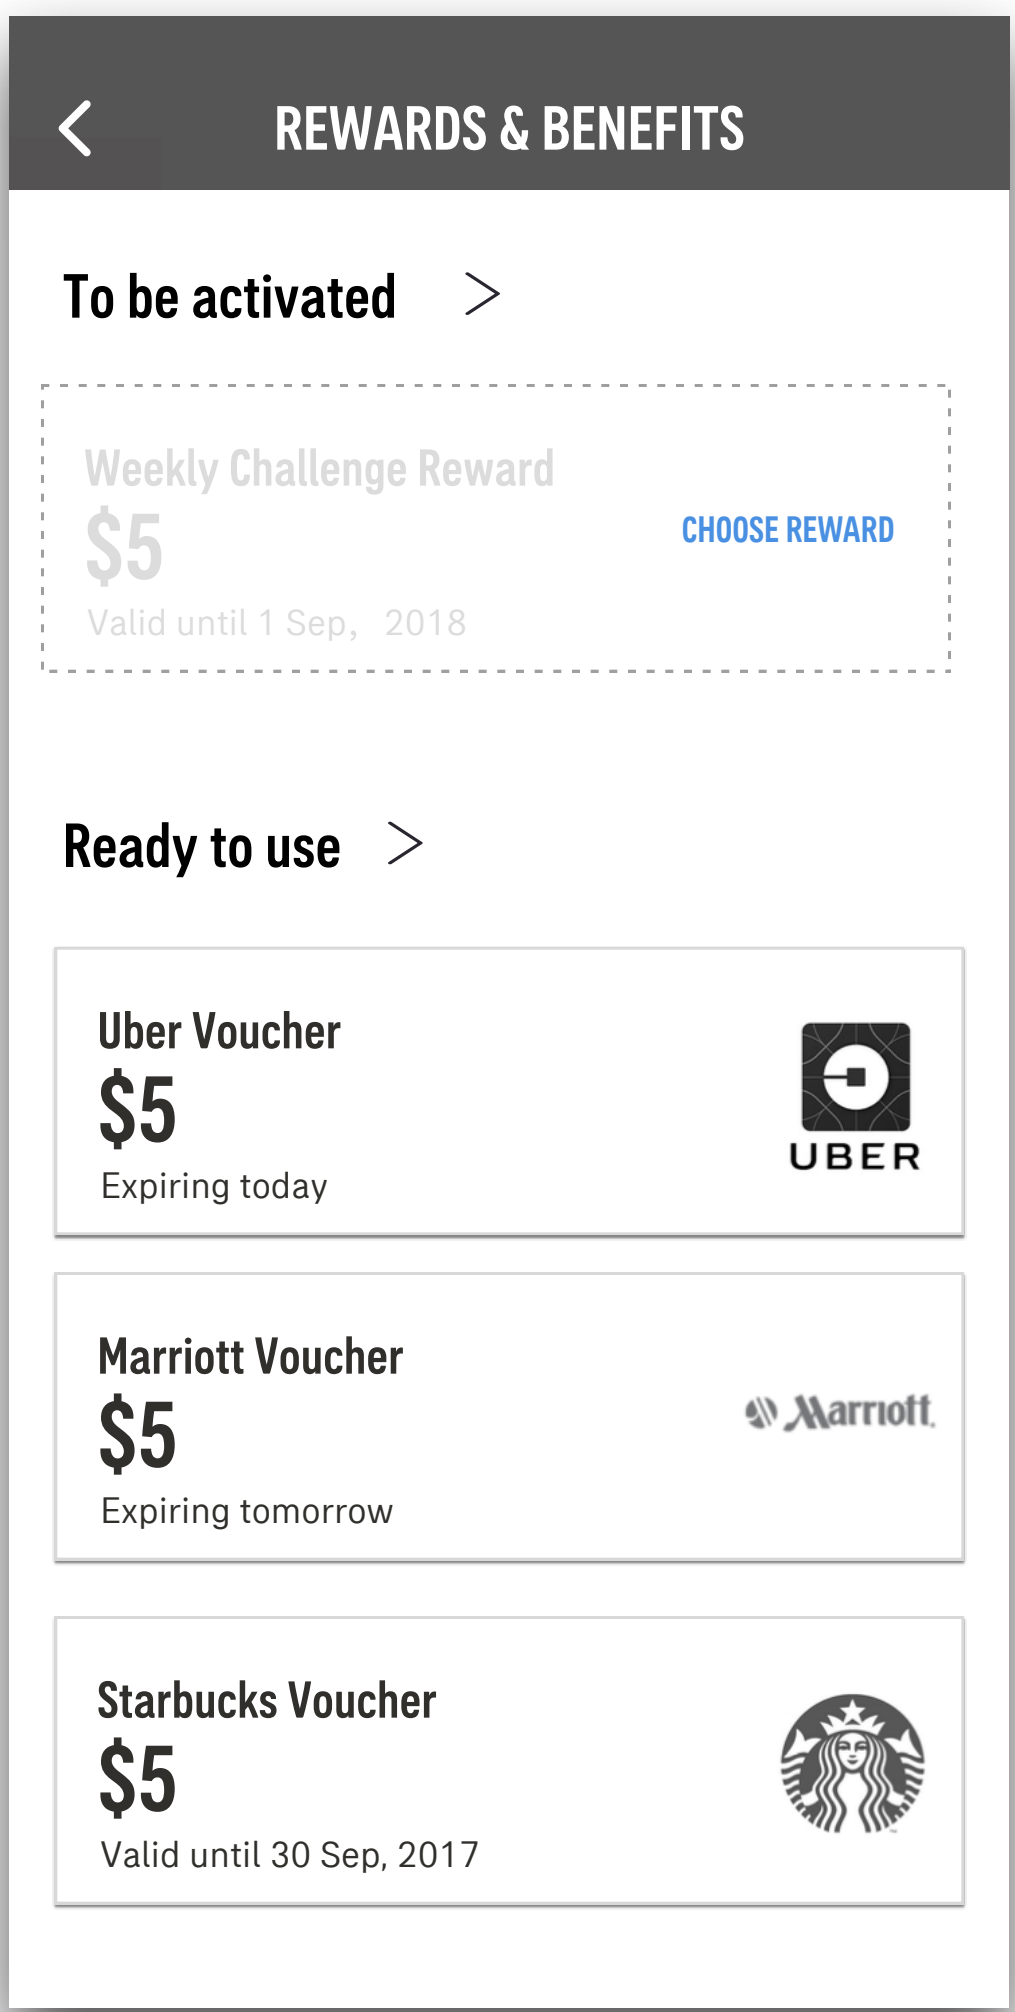 REWARDS & BENEFITS
To be activated
Weekly Challenge Reward
$5
CHOOSE REWARD
Valid until 1 Sep,  2018
Ready to use
Uber Voucher
$5
Expiring today
UBER
Marriott Voucher
$5
Expiring tomorrow
Marriott
Starbucks Voucher
$5
Valid until 30 Sep, 2017